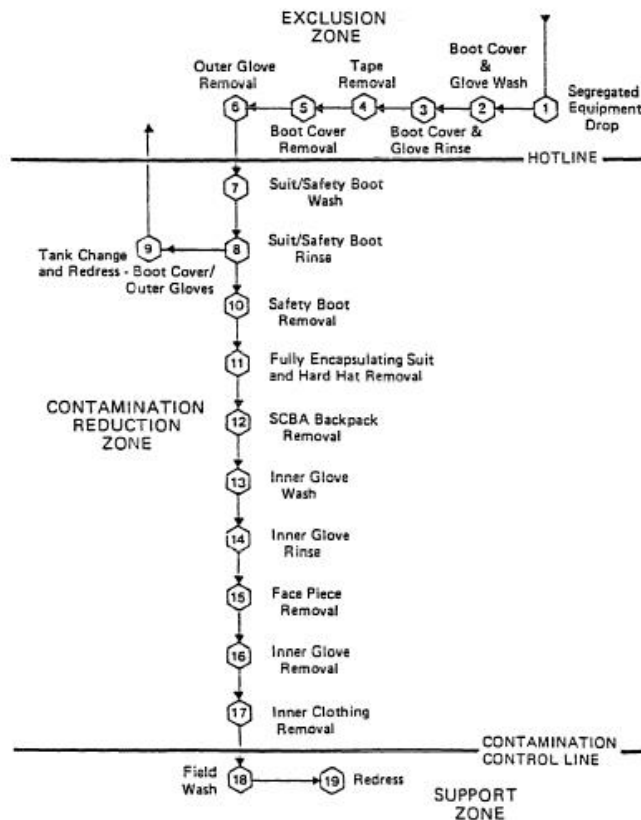 EXCLUSION
ZONE
Boot Cover
&
Glove Wash
Outer Glove
Removal
Tape
Removal
Segregated
Equipment
Drop
6
5
4
3
2
1
Boot Cover
Removal
Boot Cover &
Glove Rinse
HOTLINE
7
Suit/Safety Boot
Wash
9
8
Suit/Safety Boot
Rinse
Tank Change
and Redress - Boot Cover/
Outer Gloves
10
Safety Boot
Removal
11
Fully Encapsulating Suit
and Hard Hat Removal
CONTAMINATION
REDUCTION
ZONE
12
SCBA Backpack
Removal
13
Inner Glove
Wash
14
Inner Glove
Rinse
15
Face Piece
Removal
16
Inner Glove
Removal
17
Inner Clothing
Removal
CONTAMINATION
CONTROL LINE
Field
Wash
18
19
Redress
SUPPORT
ZONE